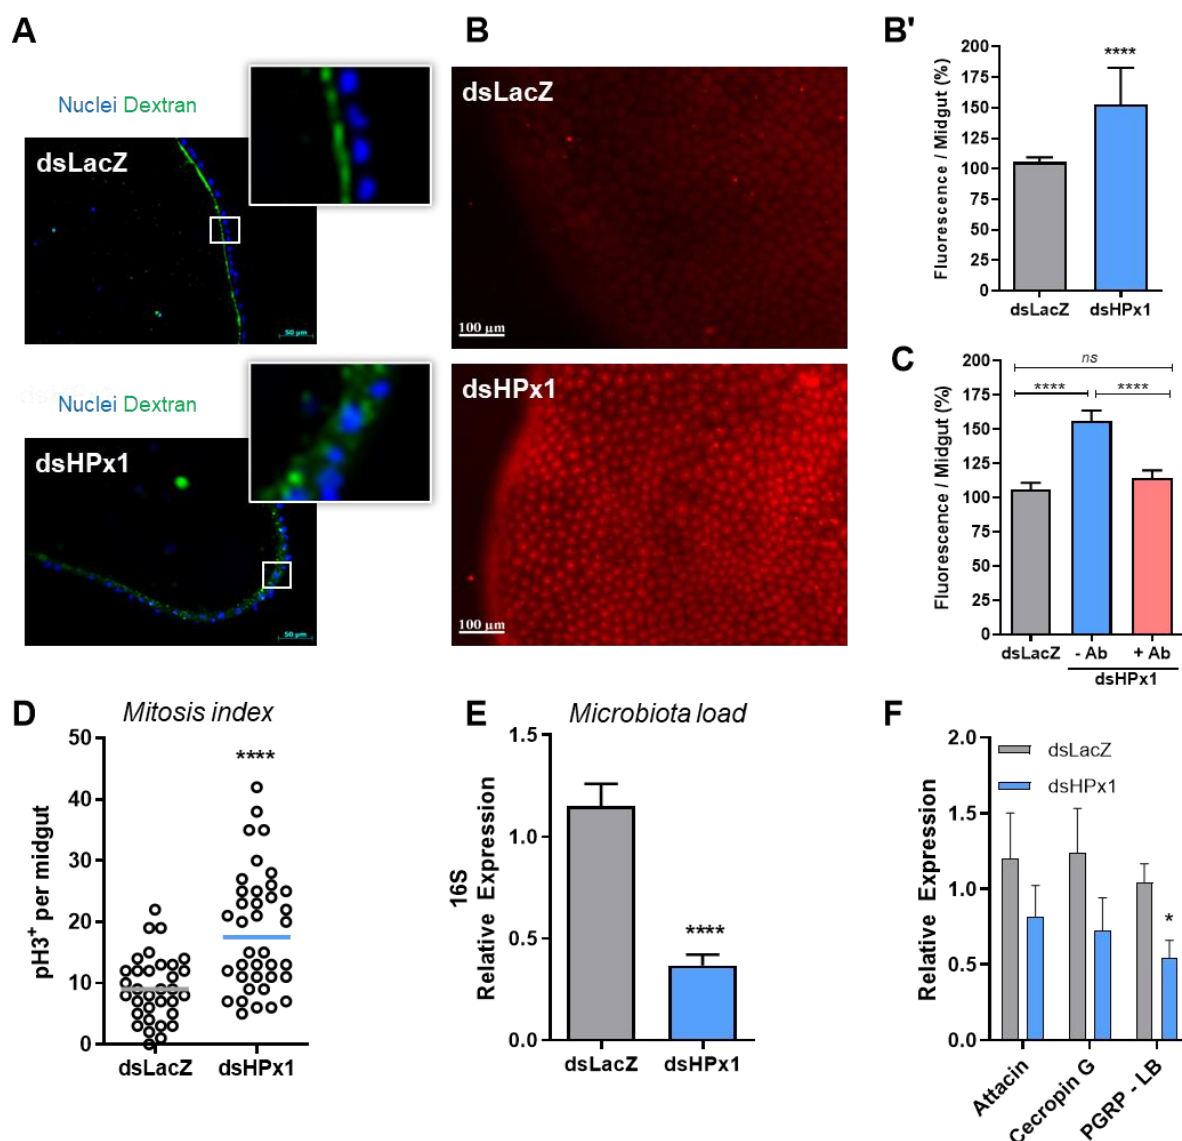 A
Nuclei Dextran
dsLacZ
50 µm
Nuclei Dextran
dsHPx1
50 µm
B
dsLacZ
100 µm
dsHPx1
100 µm
B'
Fluorescence / Midgut (%)
200
175
150
125
100
75
50
25
0
****
dsLacZ dsHPx1
C
Fluorescence / Midgut (%)
200
175
150
125
100
75
50
25
0
ns
**** ****
dsLacZ - Ab + Ab
dsHPx1
D
Mitosis index
pH3+ per midgut
50
40
30
20
10
0
****
dsLacZ dsHPx1
E
Microbiota load
16S
Relative Expression
1.5
1.0
0.5
0.0
****
dsLacZ dsHPx1
F
Relative Expression
2.0
1.5
1.0
0.5
0.0
dsLacZ
dsHPx1
*
Attacin
Cecropin G
PGRP - LB